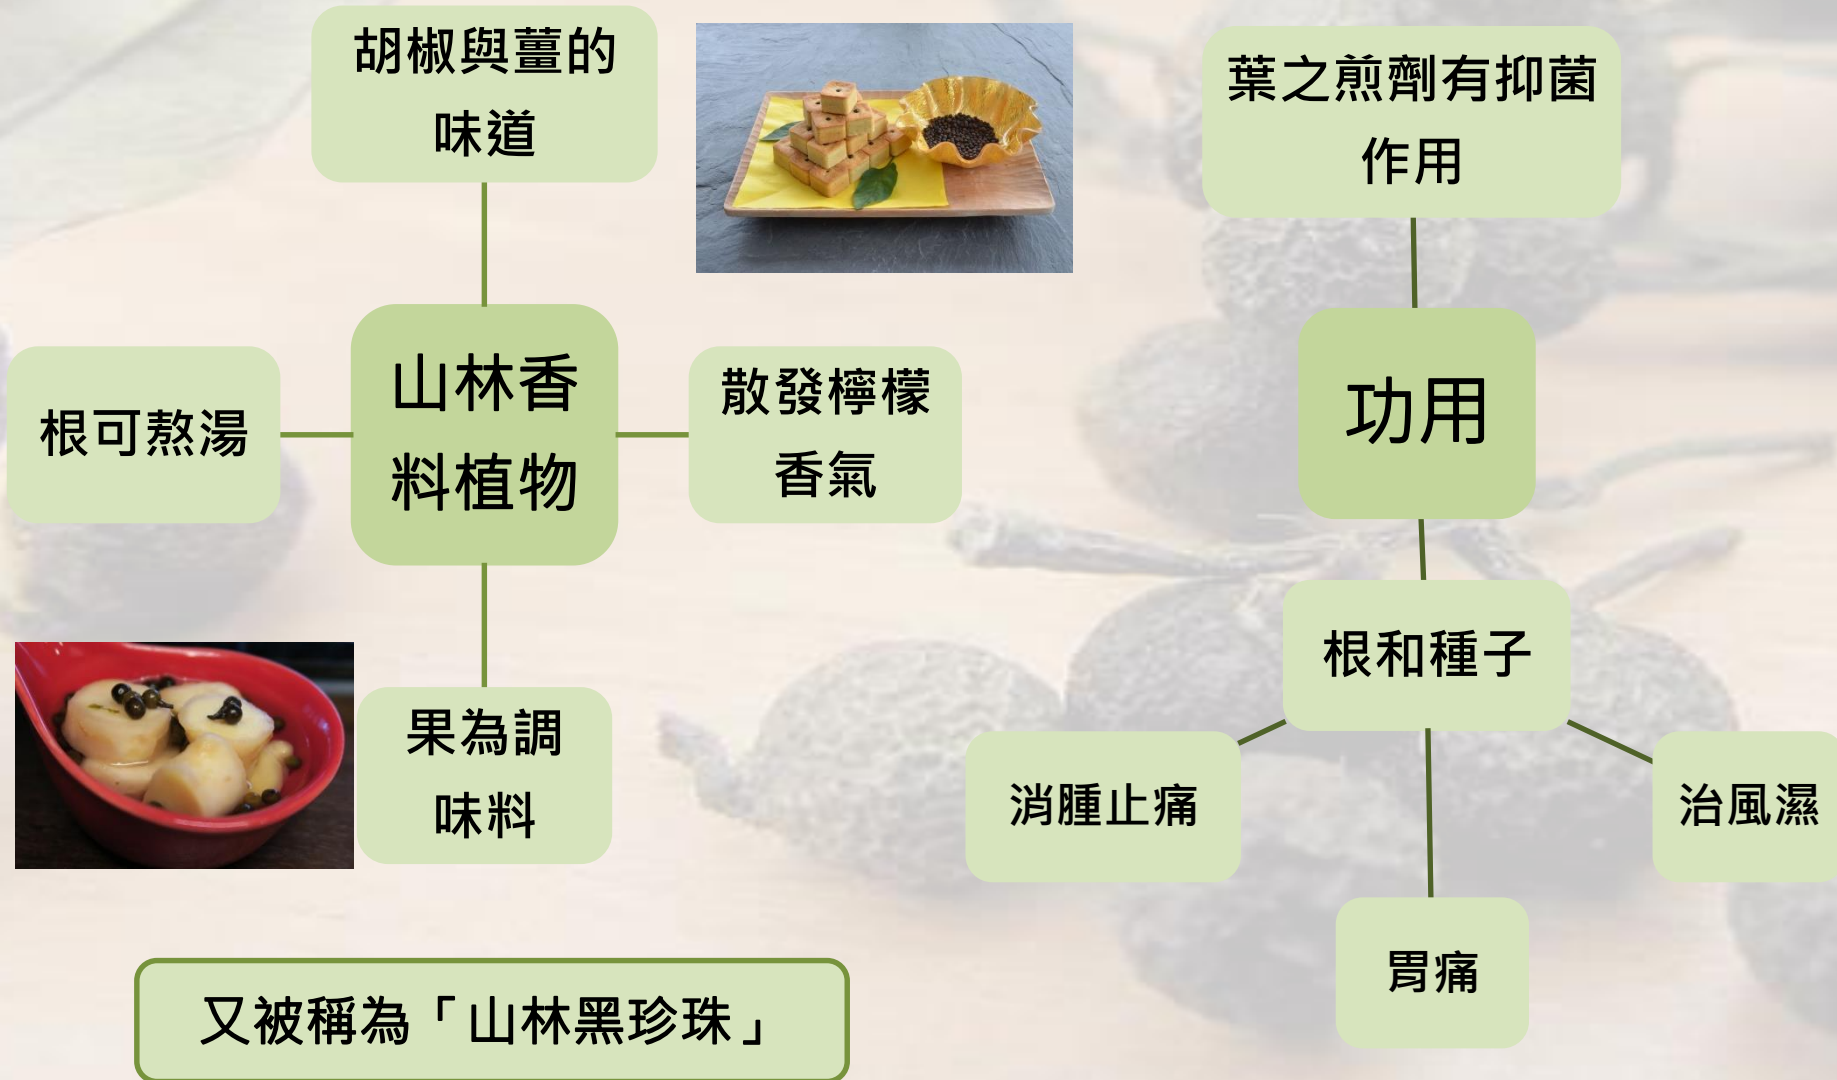 胡椒與薑的
味道
山林香
料植物
根可熬湯
散發檸檬
香氣
果為調
味料
又被稱為「山林黑珍珠」
葉之煎劑有抑菌
作用
功用
根和種子
消腫止痛
胃痛
治風濕